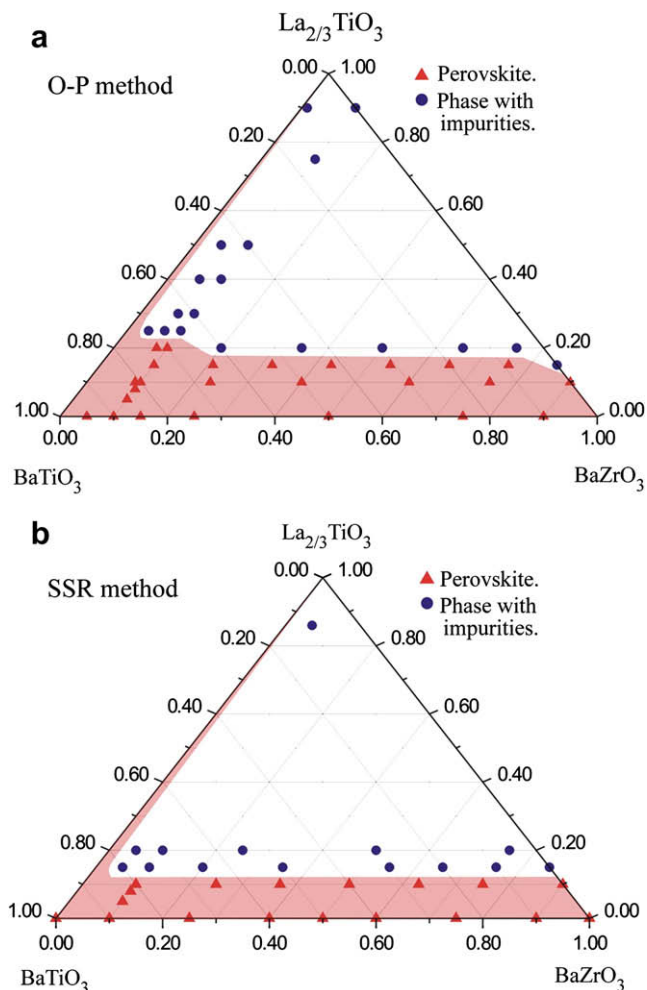 a
La2/3TiO3
O-P method
0.00 1.00
Perovskite.
Phase with
impurities.
0.20 0.80
0.40 0.60
0.60 0.40
0.80 0.20
1.00 0.00
0.00 0.20 0.40 0.60 0.80 1.00
BaTiO3 BaZrO3
b
La2/3TiO3
SSR method
0.00 1.00
Perovskite.
Phase with
impurities.
0.20 0.80
0.40 0.60
0.60 0.40
0.80 0.20
1.00 0.00
0.00 0.20 0.40 0.60 0.80 1.00
BaTiO3 BaZrO3